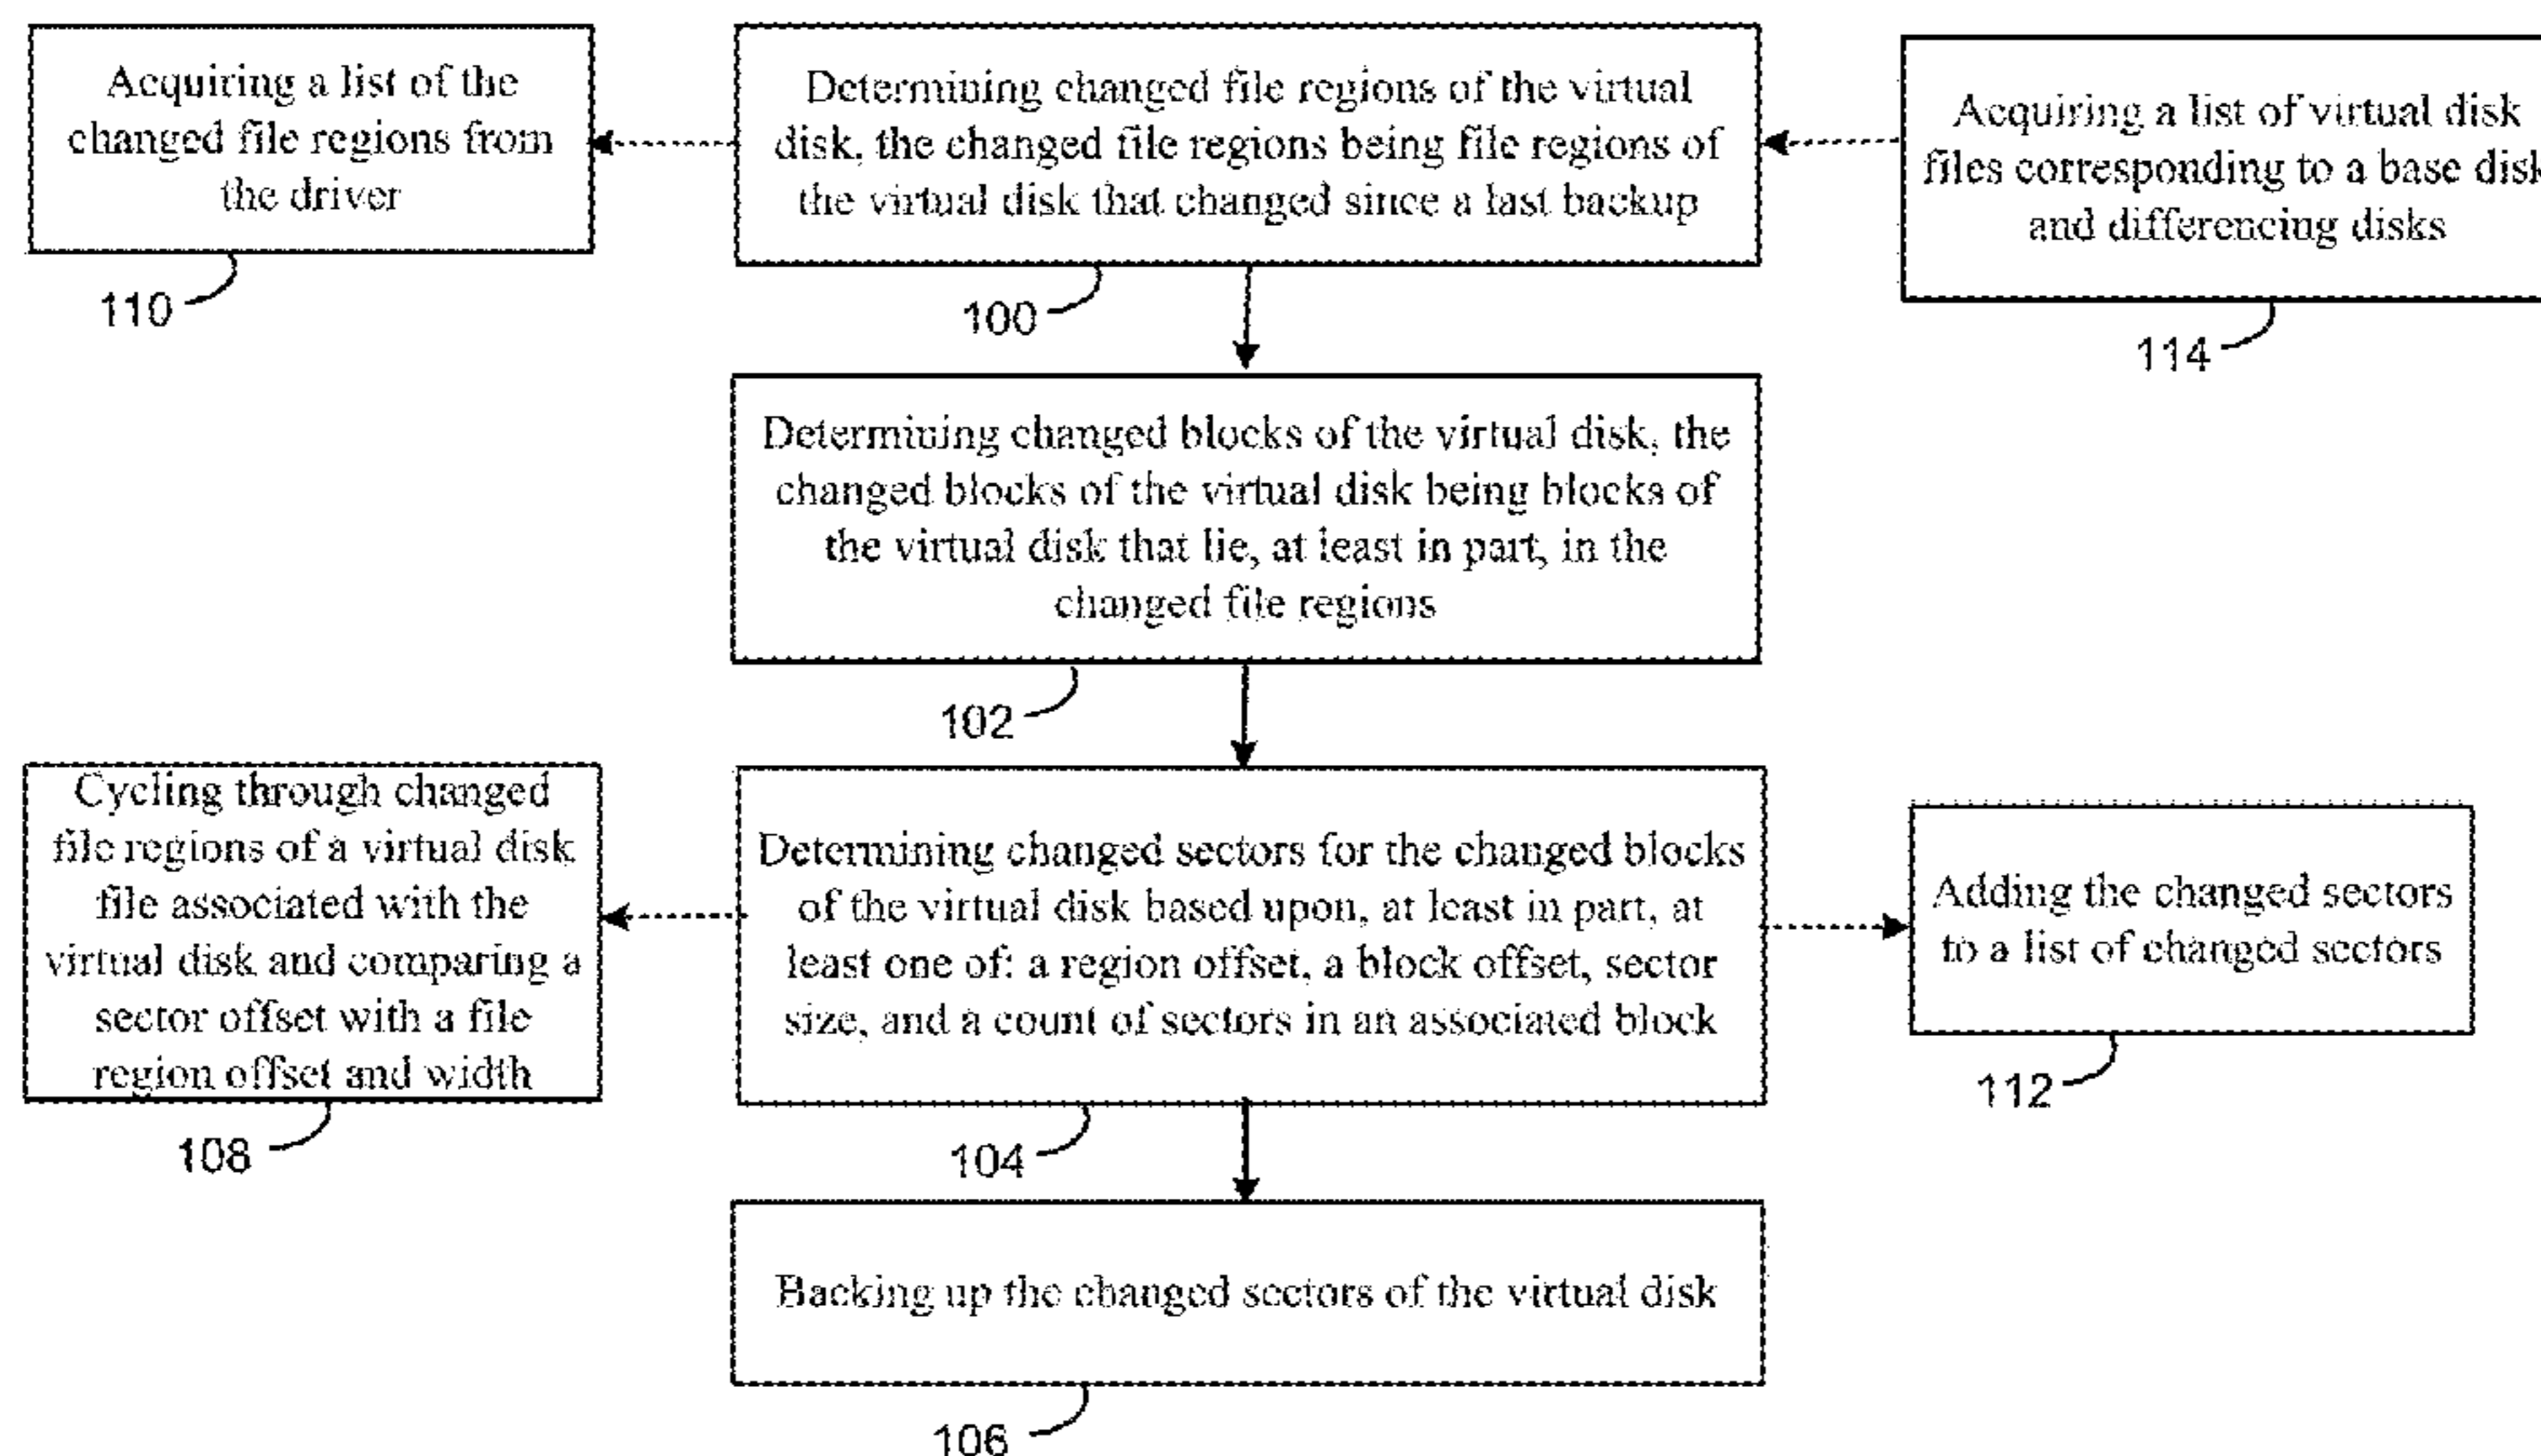 Acquiring a list of the
changed file regions from
the driver
110
Determining changed file regions of the virtual
disk, the changed file regions being file regions of
the virtual disk that changed since a last backup
100
Acquiring a list of virtual disk
files corresponding to a base disk
and differencing disks
114
Determining changed blocks of the virtual disk, the
changed blocks of the virtual disk being blocks of
the virtual disk that lie, at least in part, in the
changed file regions
102
Cycling through changed
file regions of a virtual disk
file associated with the
virtual disk and comparing a
sector offset with a file
region offset and width
108
Determining changed sectors for the changed blocks
of the virtual disk based upon, at least in part, at
least one of: a region offset, a block offset, sector
size, and a count of sectors in an associated block
104
Adding the changed sectors
to a list of changed sectors
112
Backing up the changed sectors of the virtual disk
106